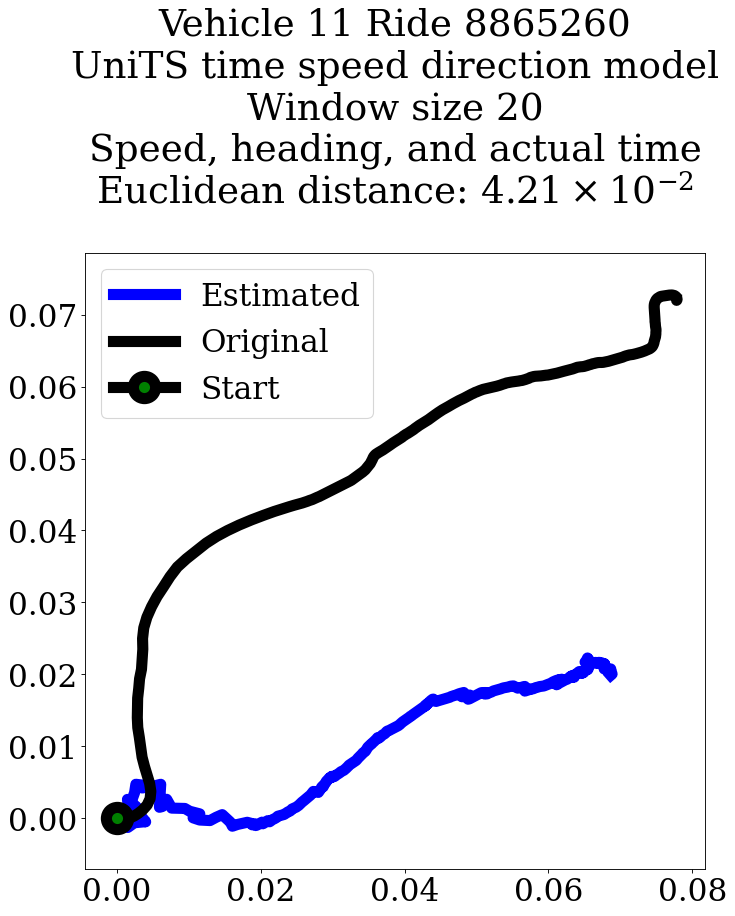 Vehicle 11 Ride 8865260
UniTS time speed direction model
Window size 20
Speed, heading, and actual time
Euclidean distance: 4.21 × 10⁻²
Estimated
Original
Start
0.07
0.06
0.05
0.04
0.03
0.02
0.01
0.00
0.00 0.02 0.04 0.06 0.08